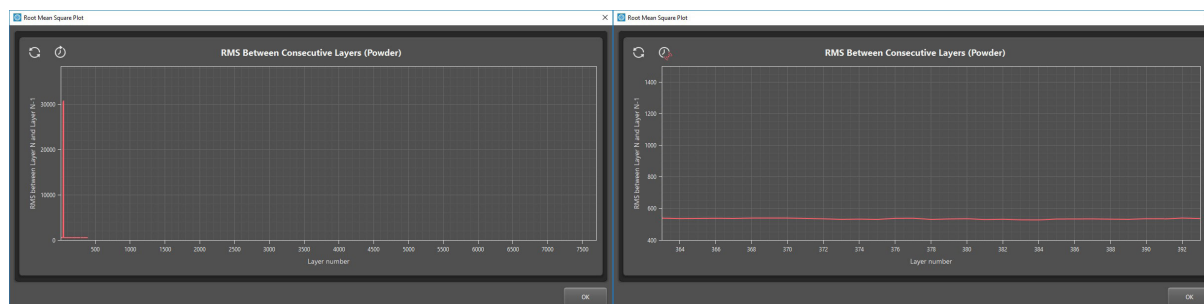 Root Mean Square Plot
RMS Between Consecutive Layers (Powder)
RMS between Layer N and Layer N-1
30000
20000
10000
0
500 1000 1500 2000 2500 3000 3500 4000 4500 5000 5500 6000 6500 7000 7500
Layer number
OK
Root Mean Square Plot
RMS Between Consecutive Layers (Powder)
RMS between Layer N and Layer N-1
1400
1200
1000
800
600
400
364 366 368 370 372 374 376 378 380 382 384 386 388 390 392
Layer number
OK